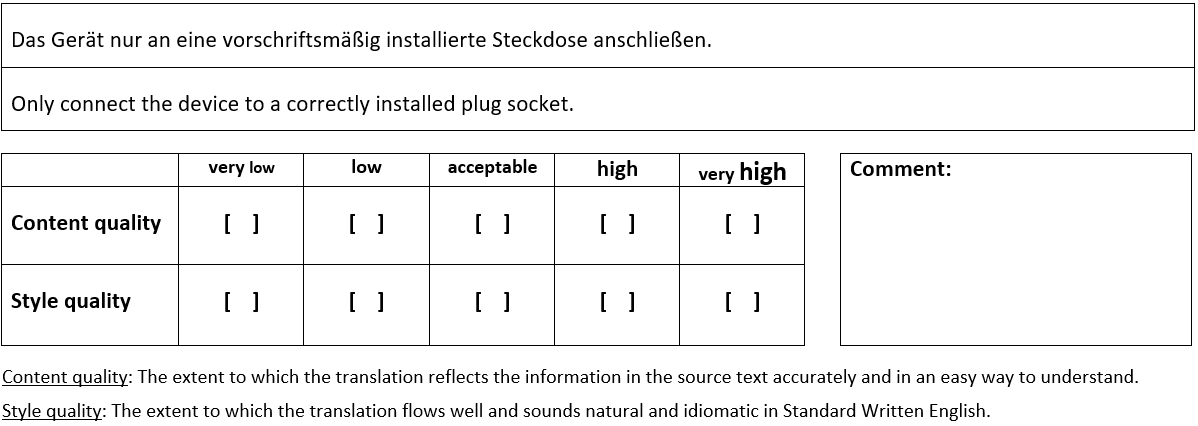 Das Gerät nur an eine vorschriftsmäßig installierte Steckdose anschließen.
Only connect the device to a correctly installed plug socket.
very low low acceptable high very high
Content quality [ ] [ ] [ ] [ ] [ ]
Style quality [ ] [ ] [ ] [ ] [ ]
Comment:
Content quality: The extent to which the translation reflects the information in the source text accurately and in an easy way to understand.
Style quality: The extent to which the translation flows well and sounds natural and idiomatic in Standard Written English.